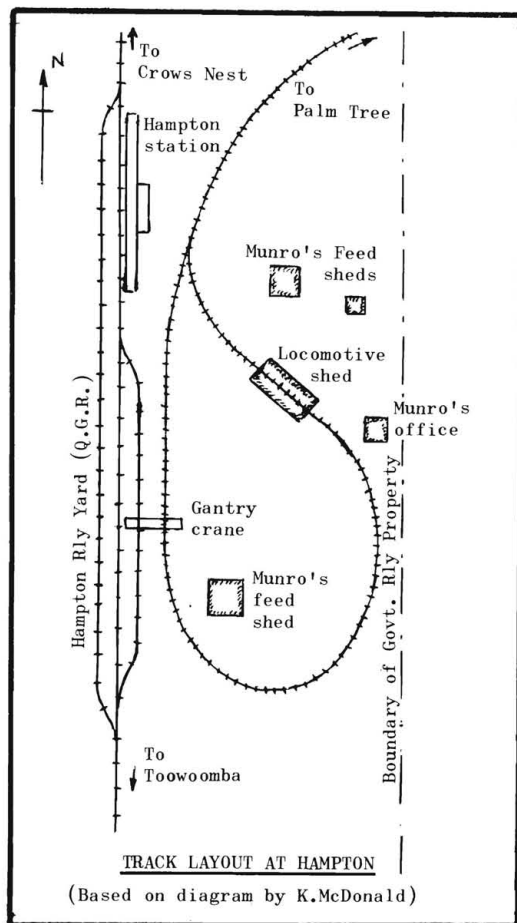 N
To
Crows Nest
To
Palm Tree
Hampton
station
Munro's Feed
sheds
Locomotive
shed
Munro's
office
Hampton Rly Yard (Q.G.R.)
Gantry
crane
Munro's
feed
shed
Boundary of Govt. Rly Property
To
Toowoomba
TRACK LAYOUT AT HAMPTON
(Based on diagram by K.McDonald)